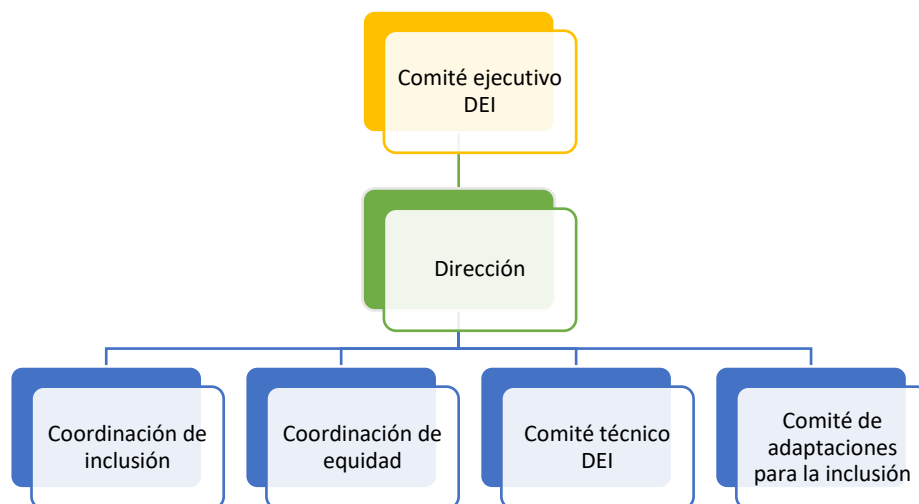 Comité ejecutivo
DEI
Dirección
Coordinación de
inclusión
Coordinación de
equidad
Comité técnico
DEI
Comité de
adaptaciones
para la inclusión